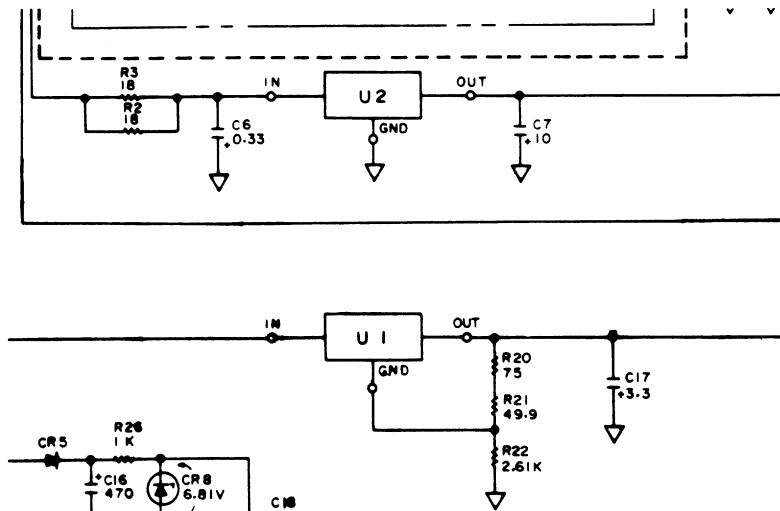 R3
18
R2
18
IN
U2
OUT
GND
C6
+0.33
C7
+10
IN
U1
OUT
GND
R20
75
R21
49.9
R22
2.61K
C17
+3.3
CR5
R26
1K
+C16
470
CR8
6.81V
C18